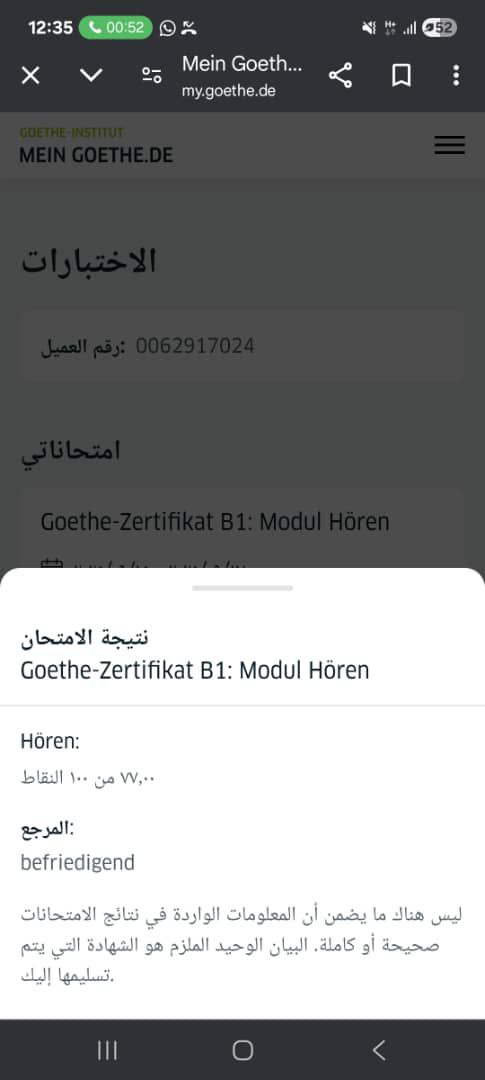 12:35 00:52 52
Mein Goeth...
my.goethe.de
GOETHE-INSTITUT
MEIN GOETHE.DE
الاختبارات
رقم العميل: 0062917024
امتحاناتي
Goethe-Zertifikat B1: Modul Hören
نتيجة الامتحان
Goethe-Zertifikat B1: Modul Hören
Hören:
٧٧,٠٠ من ١٠٠ النقاط
المرجع:
befriedigend
ليس هناك ما يضمن أن المعلومات الواردة في نتائج الامتحانات
صحيحة أو كاملة. البيان الوحيد الملزم هو الشهادة التي يتم
تسليمها إليك.